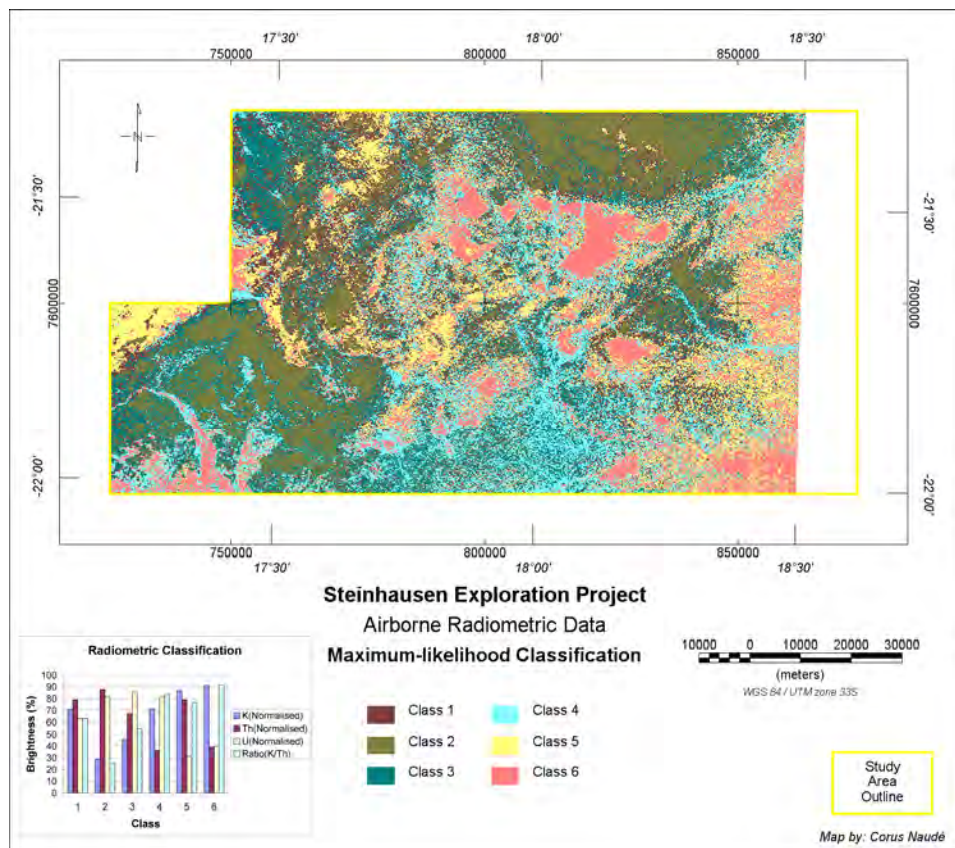 17°30' 18°00' 18°30'
750000 800000 850000
N
-21°30' -21°30'
7600000 7600000
-22°00' -22°00'
750000 800000 850000
17°30' 18°00' 18°30'
Steinhausen Exploration Project
Airborne Radiometric Data
Maximum-likelihood Classification
10000 0 10000 20000 30000
(meters)
WGS 84 / UTM zone 33S
Radiometric Classification
Brightness (%)
100
90
80
70
60
50
40
30
20
10
0
1 2 3 4 5 6
Class
K(Normalised)
Th(Normalised)
U(Normalised)
Ratio(K/Th)
Class 1 Class 4
Class 2 Class 5
Class 3 Class 6
Study
Area
Outline
Map by: Corus Naudé